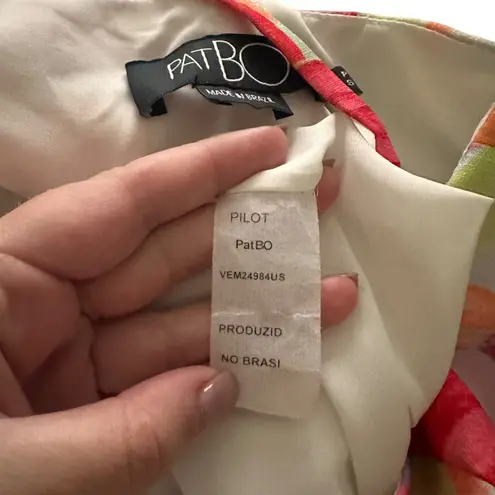 PATBO
MADE IN BRAZIL
PILOT
PatBO
VEM24984US
PRODUZID
NO BRASI